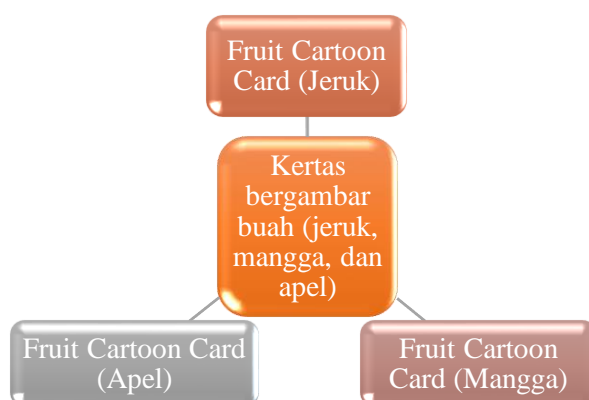 Fruit Cartoon
Card (Jeruk)
Kertas
bergambar
buah (jeruk,
mangga, dan
apel)
Fruit Cartoon Card
(Apel)
Fruit Cartoon
Card (Mangga)